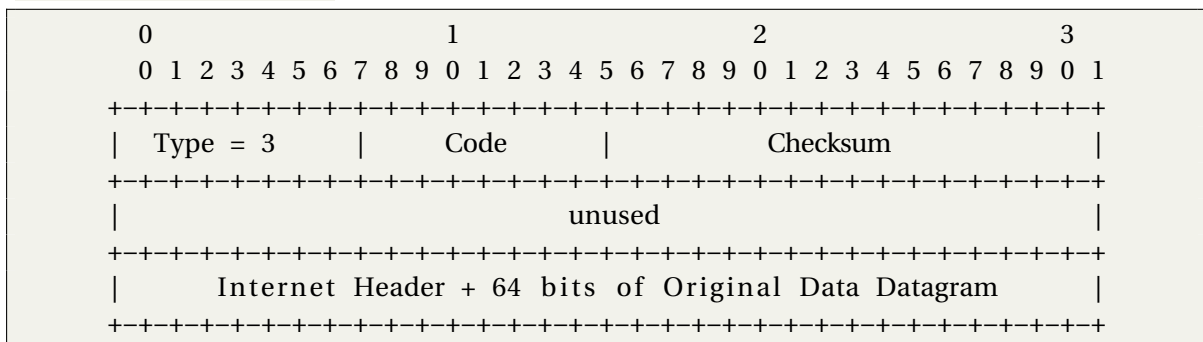 0                   1                   2                   3
0 1 2 3 4 5 6 7 8 9 0 1 2 3 4 5 6 7 8 9 0 1 2 3 4 5 6 7 8 9 0 1
+-+-+-+-+-+-+-+-+-+-+-+-+-+-+-+-+-+-+-+-+-+-+-+-+-+-+-+-+-+-+-+-+
|  Type = 3     |     Code      |          Checksum             |
+-+-+-+-+-+-+-+-+-+-+-+-+-+-+-+-+-+-+-+-+-+-+-+-+-+-+-+-+-+-+-+-+
|                             unused                            |
+-+-+-+-+-+-+-+-+-+-+-+-+-+-+-+-+-+-+-+-+-+-+-+-+-+-+-+-+-+-+-+-+
|      Internet Header + 64 bits of Original Data Datagram      |
+-+-+-+-+-+-+-+-+-+-+-+-+-+-+-+-+-+-+-+-+-+-+-+-+-+-+-+-+-+-+-+-+